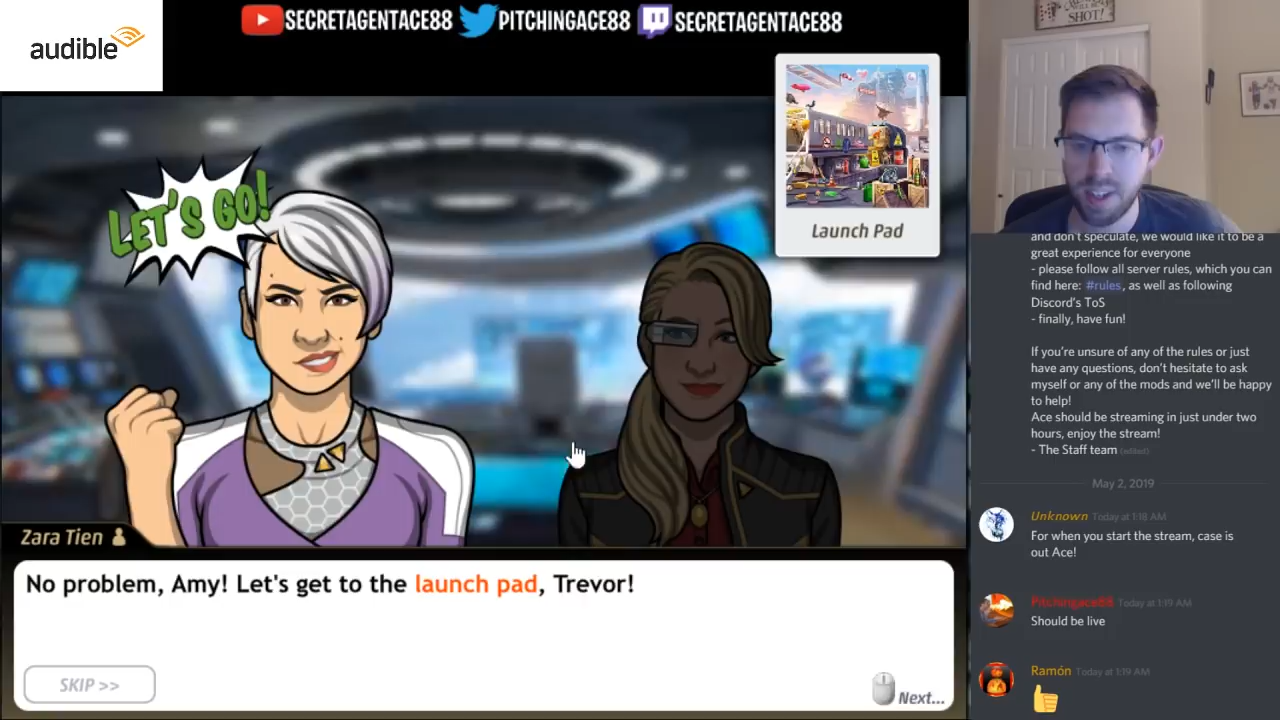 SECRETAGENTACE88 PITCHINGACE88 SECRETAGENTACE88
audible
SHOT!
LET'S GO!
Launch Pad
Zara Tien
No problem, Amy! Let's get to the launch pad, Trevor!
SKIP >>
Next...
and don't speculate, we would like it to be a
great experience for everyone
- please follow all server rules, which you can
find here: #rules, as well as following
Discord's ToS
- finally, have fun!
If you're unsure of any of the rules or just
have any questions, don't hesitate to ask
myself or any of the mods and we'll be happy
to help!
Ace should be streaming in just under two
hours, enjoy the stream!
- The Staff team (edited)
May 2, 2019
Unknown Today at 1:18 AM
For when you start the stream, case is
out Ace!
Pitchingace88 Today at 1:19 AM
Should be live
Ramón Today at 1:19 AM